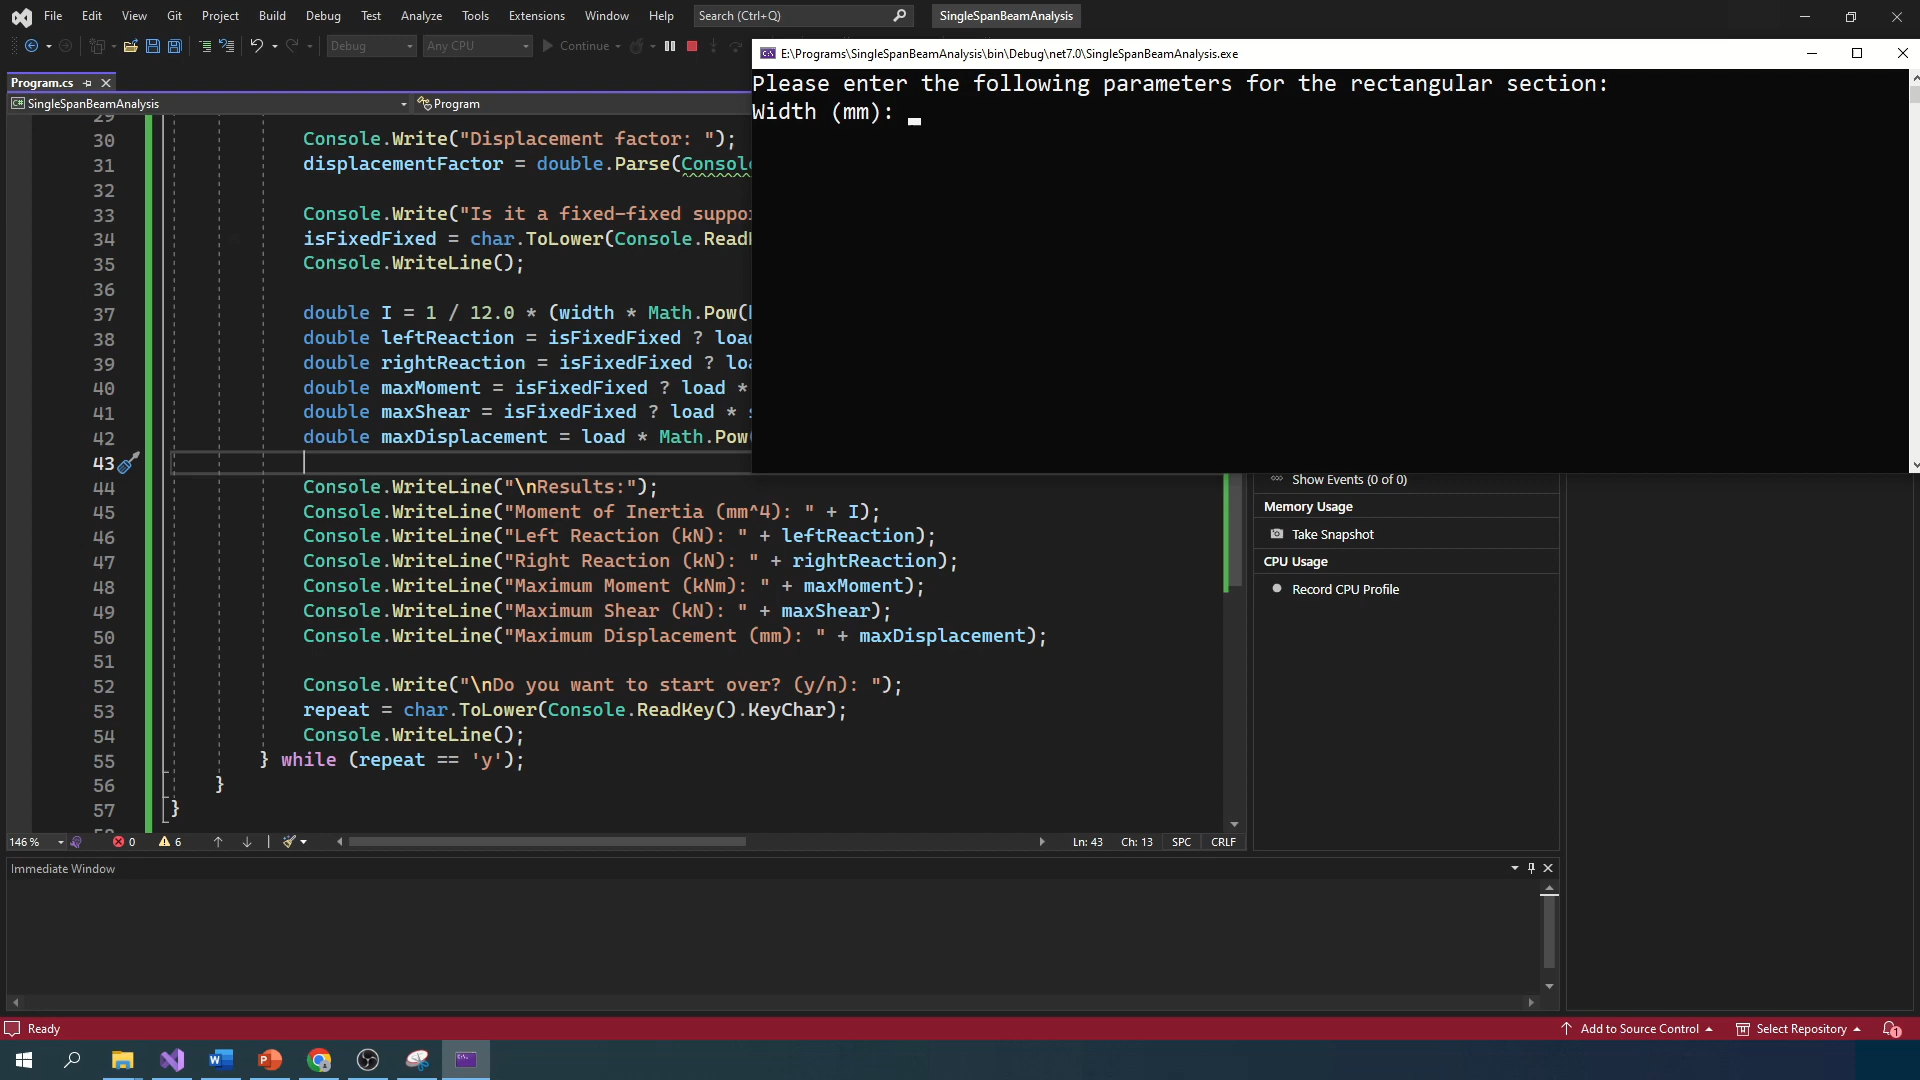 File Edit View Git Project Build Debug Test Analyze Tools Extensions Window Help Search (Ctrl+Q) SingleSpanBeamAnalysis
Debug Any CPU Continue
E:\Programs\SingleSpanBeamAnalysis\bin\Debug\net7.0\SingleSpanBeamAnalysis.exe
Please enter the following parameters for the rectangular section:
Width (mm):
Program.cs
SingleSpanBeamAnalysis Program
29
30 Console.Write("Displacement factor: ");
31 displacementFactor = double.Parse(Console
32
33 Console.Write("Is it a fixed-fixed suppo
34 isFixedFixed = char.ToLower(Console.Read
35 Console.WriteLine();
36
37 double I = 1 / 12.0 * (width * Math.Pow(
38 double leftReaction = isFixedFixed ? load
39 double rightReaction = isFixedFixed ? loa
40 double maxMoment = isFixedFixed ? load *
41 double maxShear = isFixedFixed ? load * s
42 double maxDisplacement = load * Math.Pow
43
44 Console.WriteLine("\nResults:");
45 Console.WriteLine("Moment of Inertia (mm^4): " + I);
46 Console.WriteLine("Left Reaction (kN): " + leftReaction);
47 Console.WriteLine("Right Reaction (kN): " + rightReaction);
48 Console.WriteLine("Maximum Moment (kNm): " + maxMoment);
49 Console.WriteLine("Maximum Shear (kN): " + maxShear);
50 Console.WriteLine("Maximum Displacement (mm): " + maxDisplacement);
51
52 Console.Write("\nDo you want to start over? (y/n): ");
53 repeat = char.ToLower(Console.ReadKey().KeyChar);
54 Console.WriteLine();
55 } while (repeat == 'y');
56 }
57 }
Show Events (0 of 0)
Memory Usage
Take Snapshot
CPU Usage
Record CPU Profile
146 % 0 6 Ln: 43 Ch: 13 SPC CRLF
Immediate Window
Ready Add to Source Control Select Repository 1